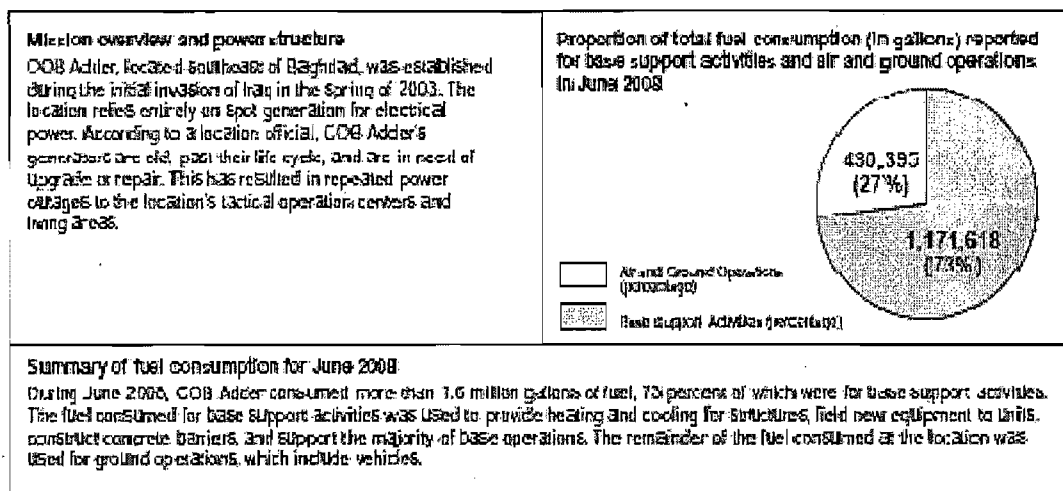 Mission overview and power structure
COB Adder, located southeast of Baghdad, was established
during the initial invasion of Iraq in the Spring of 2003. The
location relies entirely on spot generation for electrical
power. According to a location official, COB Adder's
generators are old, past their life cycle, and are in need of
upgrade or repair. This has resulted in repeated power
outages to the location's tactical operation centers and
living areas.
Proportion of total fuel consumption (in gallons) reported
for base support activities and air and ground operations
in June 2008
430,395
(27%)
1,171,618
(73%)
Air and Ground Operations
(percentage)
Base Support Activities (percentage)
Summary of fuel consumption for June 2008
During June 2008, COB Adder consumed more than 1.6 million gallons of fuel, 73 percent of which were for base support activities.
The fuel consumed for base support activities was used to provide heating and cooling for structures, field new equipment to units,
construct concrete barriers, and support the majority of base operations. The remainder of the fuel consumed at the location was
used for ground operations, which include vehicles.